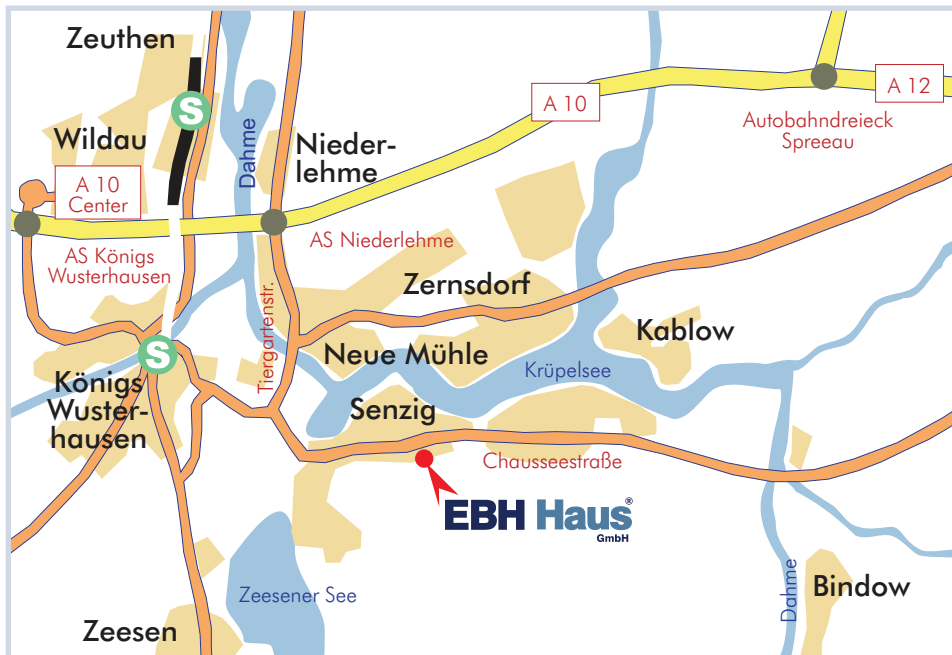 Zeuthen
S
Wildau
Dahme
Nieder-
lehme
A 10
A 12
Autobahndreieck
Spreeau
A 10
Center
AS Königs
Wusterhausen
AS Niederlehme
Tiergartenstr.
Zernsdorf
Kablow
S
Neue Mühle
Krüpelsee
Königs
Wuster-
hausen
Senzig
Chausseestraße
EBH Haus®
GmbH
Zeesener See
Dahme
Bindow
Zeesen